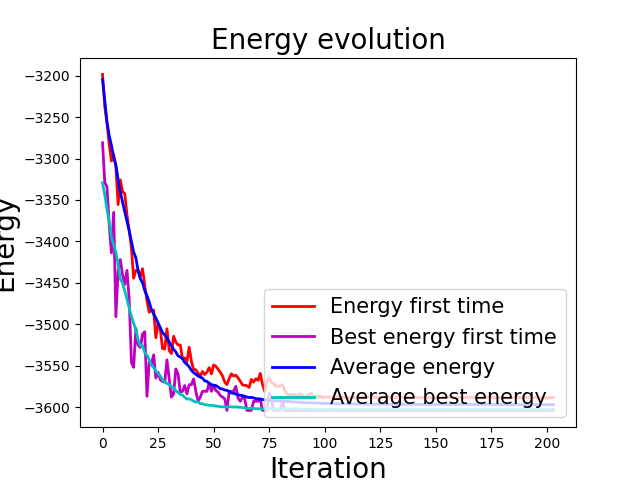 Energy evolution
Energy
−3200
−3250
−3300
−3350
−3400
−3450
−3500
−3550
−3600
Energy first time
Best energy first time
Average energy
Average best energy
0 25 50 75 100 125 150 175 200
Iteration